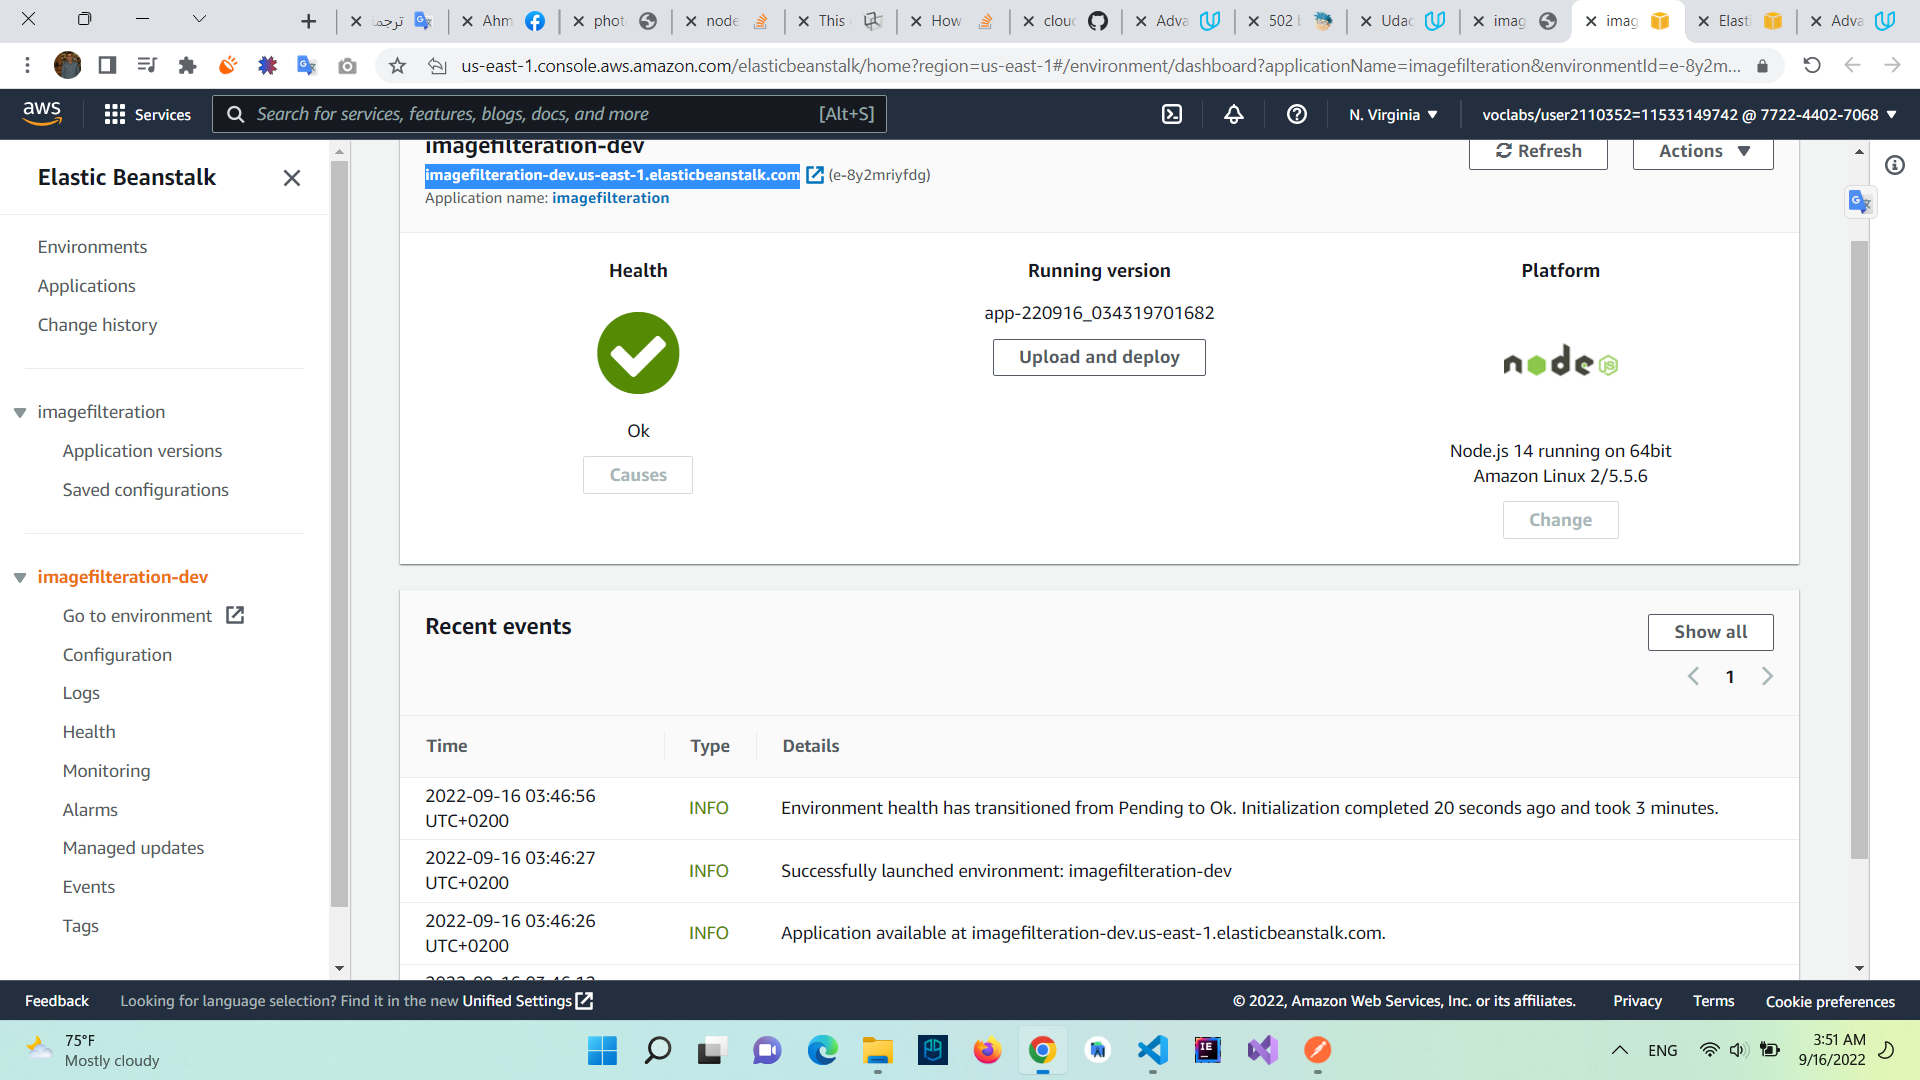 ترجم
Ahm
phot
node
This
How
clou
Adva
502 b
Udac
imag
imag
Elasti
Adva
us-east-1.console.aws.amazon.com/elasticbeanstalk/home?region=us-east-1#/environment/dashboard?applicationName=imagefilteration&environmentId=e-8y2m...
aws
Services
Search for services, features, blogs, docs, and more
[Alt+S]
N. Virginia
voclabs/user2110352=11533149742 @ 7722-4402-7068
Elastic Beanstalk
Environments
Applications
Change history
imagefilteration
Application versions
Saved configurations
imagefilteration-dev
Go to environment
Configuration
Logs
Health
Monitoring
Alarms
Managed updates
Events
Tags
imagefilteration-dev
imagefilteration-dev.us-east-1.elasticbeanstalk.com (e-8y2mriyfdg)
Application name: imagefilteration
Refresh
Actions
Health
Ok
Causes
Running version
app-220916_034319701682
Upload and deploy
Platform
node
JS
Node.js 14 running on 64bit
Amazon Linux 2/5.5.6
Change
Recent events
Show all
1
Time
Type
Details
2022-09-16 03:46:56
UTC+0200
INFO
Environment health has transitioned from Pending to Ok. Initialization completed 20 seconds ago and took 3 minutes.
2022-09-16 03:46:27
UTC+0200
INFO
Successfully launched environment: imagefilteration-dev
2022-09-16 03:46:26
UTC+0200
INFO
Application available at imagefilteration-dev.us-east-1.elasticbeanstalk.com.
Feedback
Looking for language selection? Find it in the new Unified Settings
© 2022, Amazon Web Services, Inc. or its affiliates.
Privacy
Terms
Cookie preferences
75°F
Mostly cloudy
ENG
3:51 AM
9/16/2022